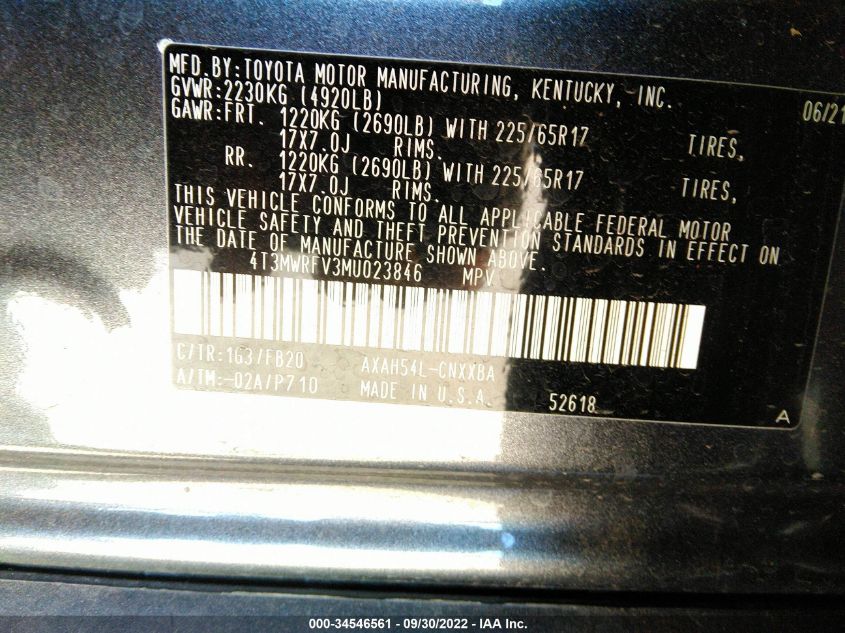 MFD.BY:TOYOTA MOTOR MANUFACTURING, KENTUCKY, INC. 06/21
GVWR:2230KG (4920LB)
GAWR:FRT. 1220KG (2690LB) WITH 225/65R17 TIRES,
17X7.0J RIMS.
RR. 1220KG (2690LB) WITH 225/65R17 TIRES,
17X7.0J RIMS.
THIS VEHICLE CONFORMS TO ALL APPLICABLE FEDERAL MOTOR
VEHICLE SAFETY AND THEFT PREVENTION STANDARDS IN EFFECT ON
THE DATE OF MANUFACTURE SHOWN ABOVE.
4T3MWRFV3MU023846 MPV
C/TR:1G3/FB20 AXAH54L-CNXXBA
A/TM:-02A/P710 MADE IN U.S.A. 52618 A
000-34546561 - 09/30/2022 - IAA Inc.